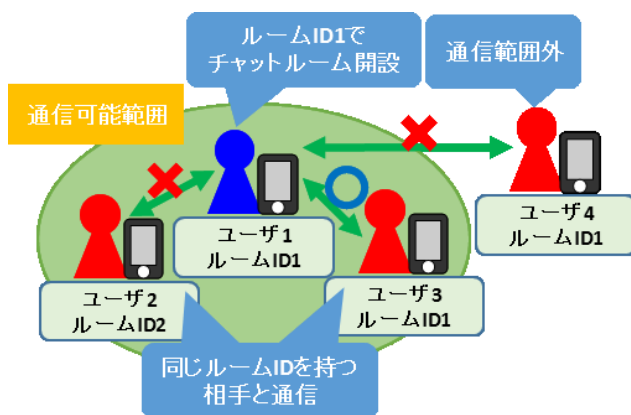 ルームID1で
チャットルーム開設
通信範囲外
通信可能範囲
ユーザ1
ルームID1
ユーザ4
ルームID1
ユーザ2
ルームID2
ユーザ3
ルームID1
同じルームIDを持つ
相手と通信